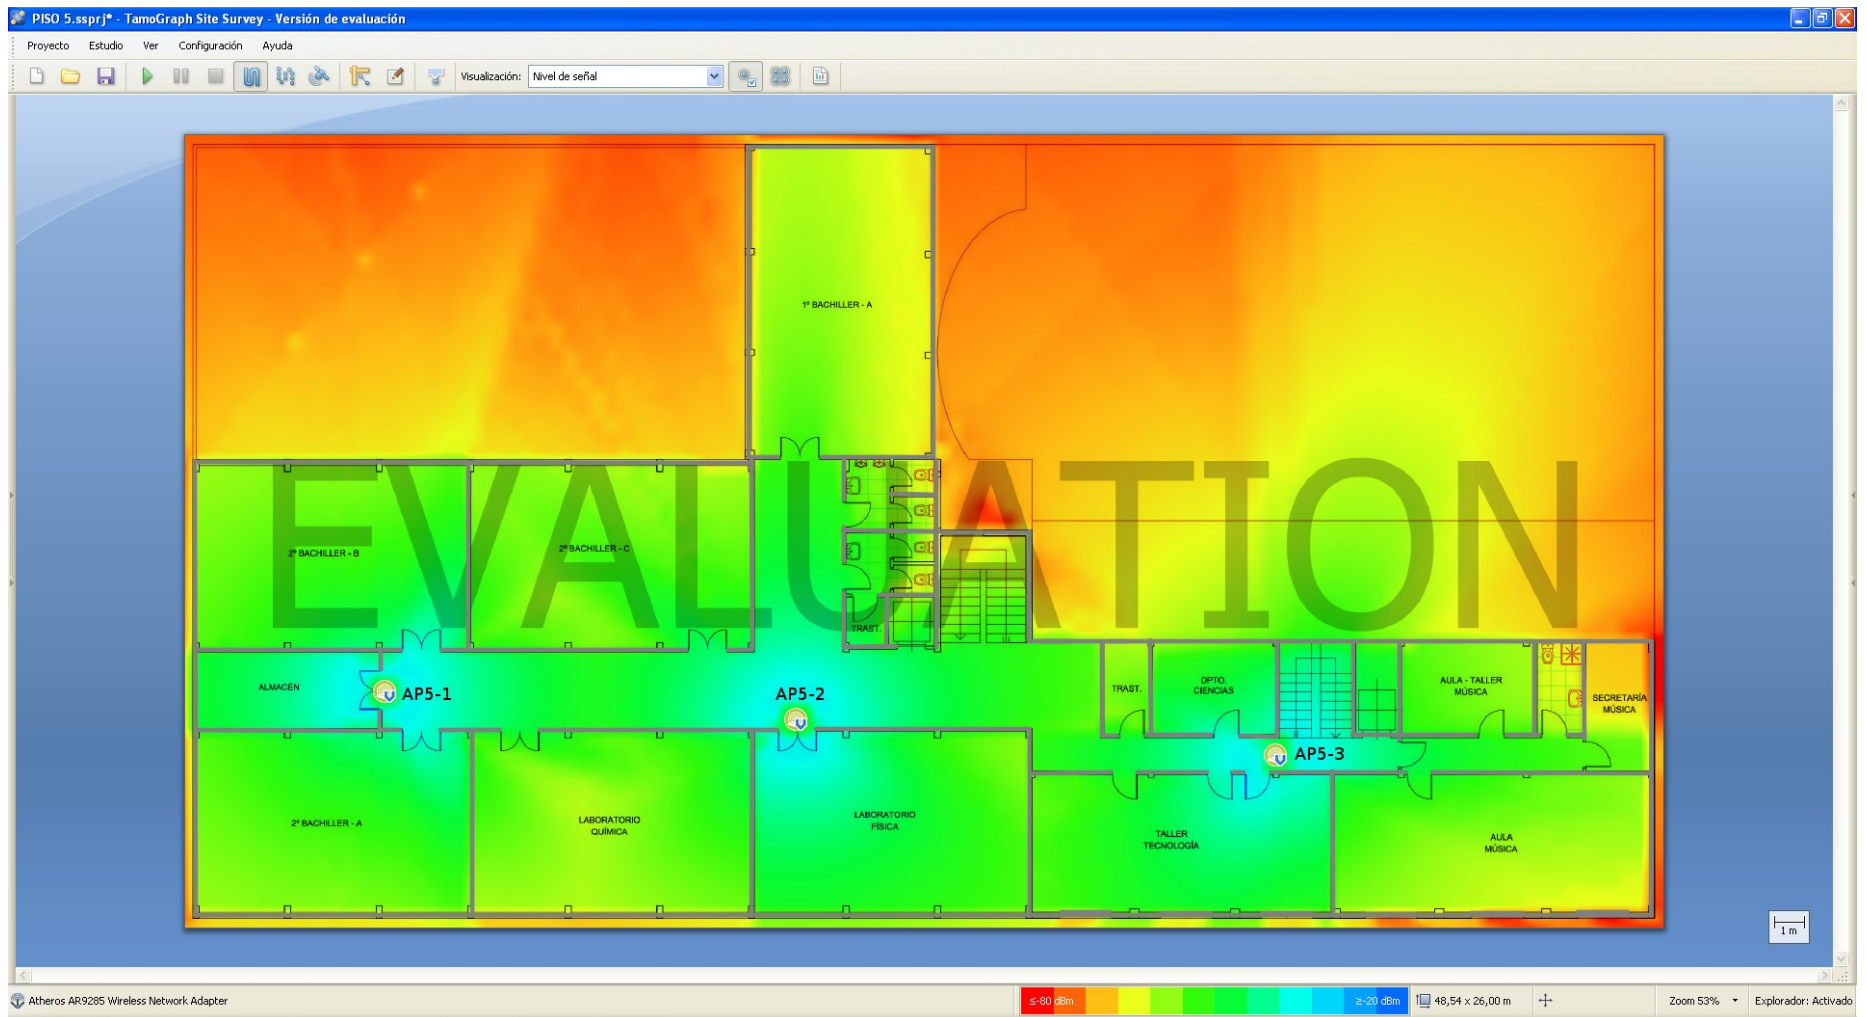 PISO 5.ssprj* - TamoGraph Site Survey - Versión de evaluación
Proyecto Estudio Ver Configuración Ayuda
Visualización: Nivel de señal
1º BACHILLER - A
EVALUATION
2º BACHILLER - B
2º BACHILLER - C
TRAST.
ALMACÉN
AP5-1
AP5-2
TRAST.
DPTO.
CIENCIAS
AULA - TALLER
MÚSICA
SECRETARÍA
MÚSICA
AP5-3
2º BACHILLER - A
LABORATORIO
QUÍMICA
LABORATORIO
FÍSICA
TALLER
TECNOLOGÍA
AULA
MÚSICA
1 m
Atheros AR9285 Wireless Network Adapter
≤-80 dBm
≥-20 dBm
48,54 x 26,00 m
Zoom 53%
Explorador: Activado